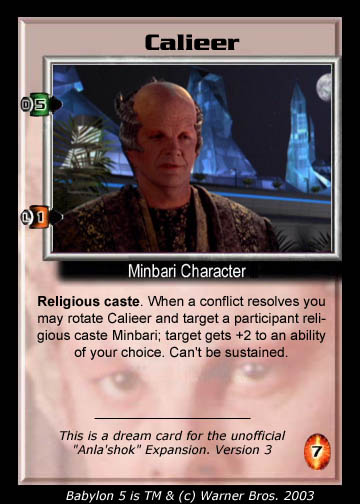 Calieer
D 5
L 1
Minbari Character
Religious caste. When a conflict resolves you
may rotate Calieer and target a participant reli-
gious caste Minbari; target gets +2 to an ability
of your choice. Can't be sustained.
This is a dream card for the unofficial
"Anla'shok" Expansion. Version 3
7
Babylon 5 is TM & (c) Warner Bros. 2003